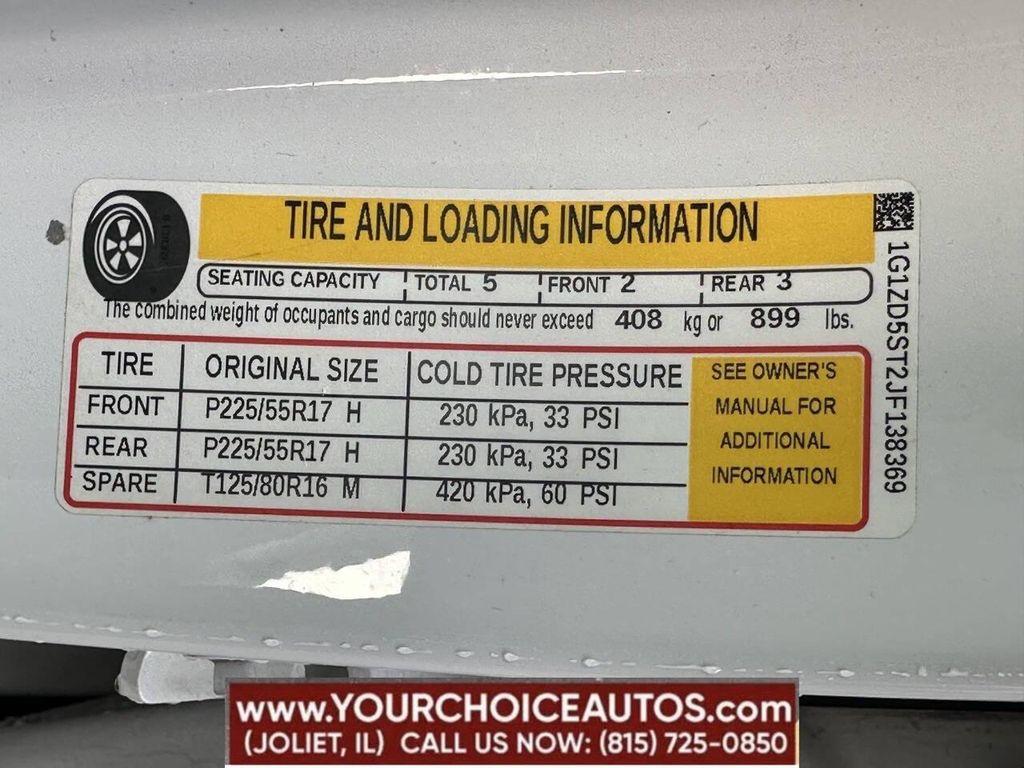 TIRE AND LOADING INFORMATION
SEATING CAPACITY TOTAL 5 FRONT 2 REAR 3
The combined weight of occupants and cargo should never exceed 408 kg or 899 lbs.
TIRE ORIGINAL SIZE COLD TIRE PRESSURE
FRONT P225/55R17 H 230 kPa, 33 PSI
REAR P225/55R17 H 230 kPa, 33 PSI
SPARE T125/80R16 M 420 kPa, 60 PSI
SEE OWNER'S
MANUAL FOR
ADDITIONAL
INFORMATION
1G1ZD5ST2JF138369
www.YOURCHOICEAUTOS.com
(JOLIET, IL) CALL US NOW: (815) 725-0850